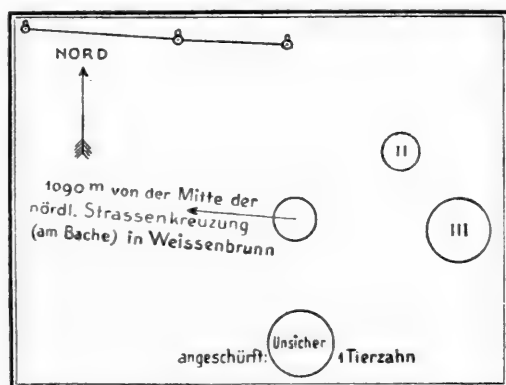 NORD
II
1090 m von der Mitte der
nördl. Strassenkreuzung
(am Bache) in Weissenbrunn
III
Unsicher
angeschürft: 1 Tierzahn